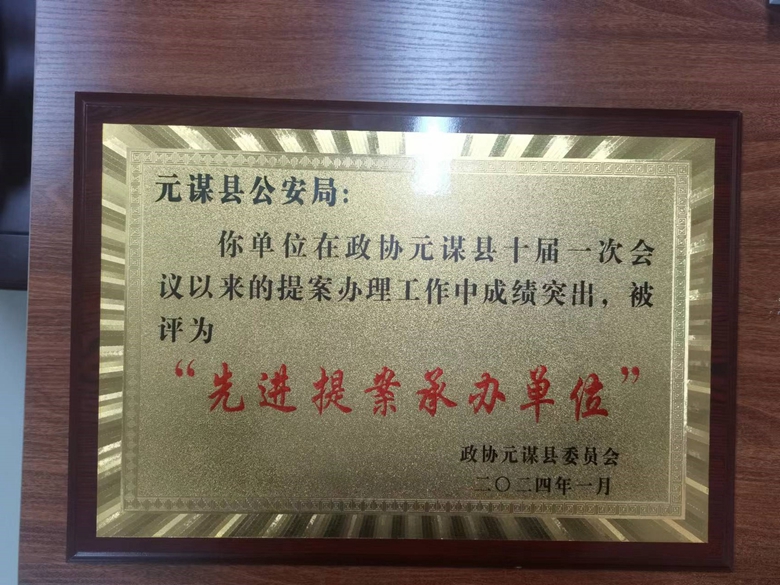 元谋县公安局：
你单位在政协元谋县十届一次会
议以来的提案办理工作中成绩突出，被
评为
“先进提案承办单位”
政协元谋县委员会
二〇二四年一月